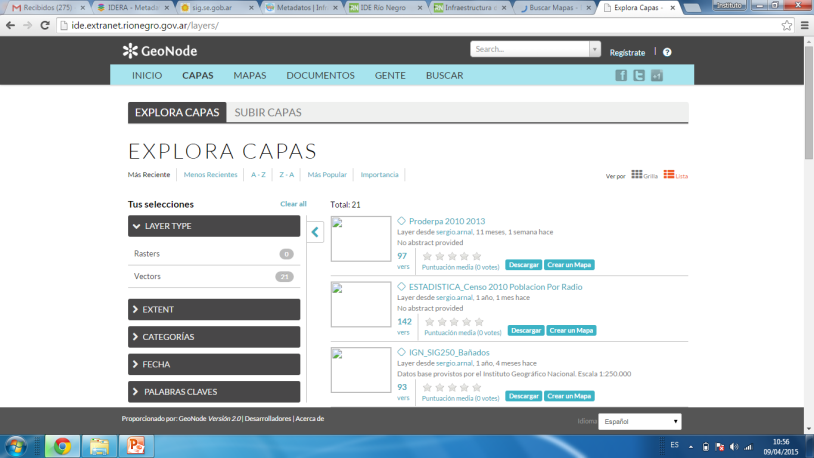 Recibidos (275)
IDERA - Metada
sig.se.gob.ar
Metadatos | Inf
IDE Río Negro
Infraestructura
Buscar Mapas -
Explora Capas -
Instituto
ide.extranet.rionegro.gov.ar/layers/
GeoNode
Search...
Regístrate
INICIO CAPAS MAPAS DOCUMENTOS GENTE BUSCAR
EXPLORA CAPAS SUBIR CAPAS
EXPLORA CAPAS
Más Reciente Menos Recientes A - Z Z - A Más Popular Importancia
Ver por Grilla Lista
Tus selecciones Clear all
LAYER TYPE
Rasters 0
Vectors 21
EXTENT
CATEGORÍAS
FECHA
PALABRAS CLAVES
Total: 21
Proderpa 2010 2013
Layer desde sergio.arnal, 11 meses, 1 semana hace
No abstract provided
97
vers
Puntuación media (0 votes)
Descargar Crear un Mapa
ESTADISTICA_Censo 2010 Poblacion Por Radio
Layer desde sergio.arnal, 1 año, 1 mes hace
No abstract provided
142
vers
Puntuación media (0 votes)
Descargar Crear un Mapa
IGN_SIG250_Bañados
Layer desde sergio.arnal, 1 año, 4 meses hace
Datos base provistos por el Instituto Geográfico Nacional. Escala 1:250.000
93
vers
Puntuación media (0 votes)
Descargar Crear un Mapa
Proporcionado por: GeoNode Versión 2.0 | Desarrolladores | Acerca de
Idioma Español
ES
10:56
09/04/2015